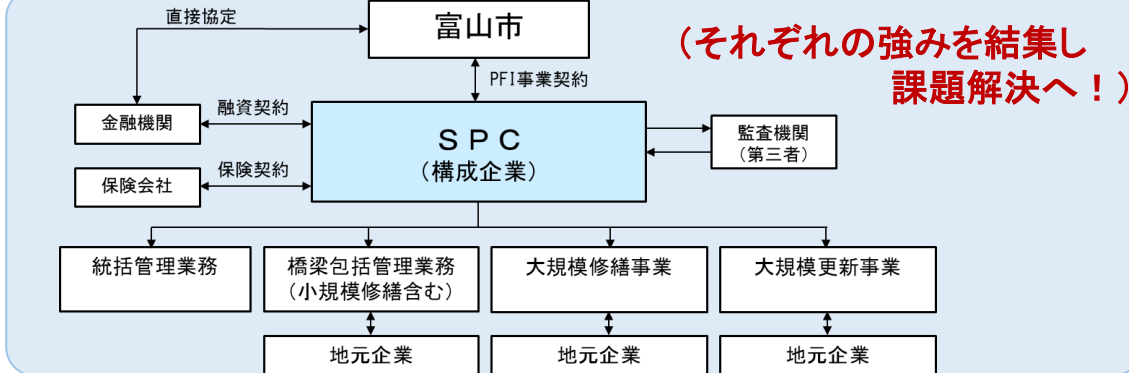 直接協定
富山市
（それぞれの強みを結集し
課題解決へ！）
PFI事業契約
金融機関
融資契約
ＳＰＣ
（構成企業）
監査機関
（第三者）
保険会社
保険契約
統括管理業務
橋梁包括管理業務
（小規模修繕含む）
大規模修繕事業
大規模更新事業
地元企業
地元企業
地元企業